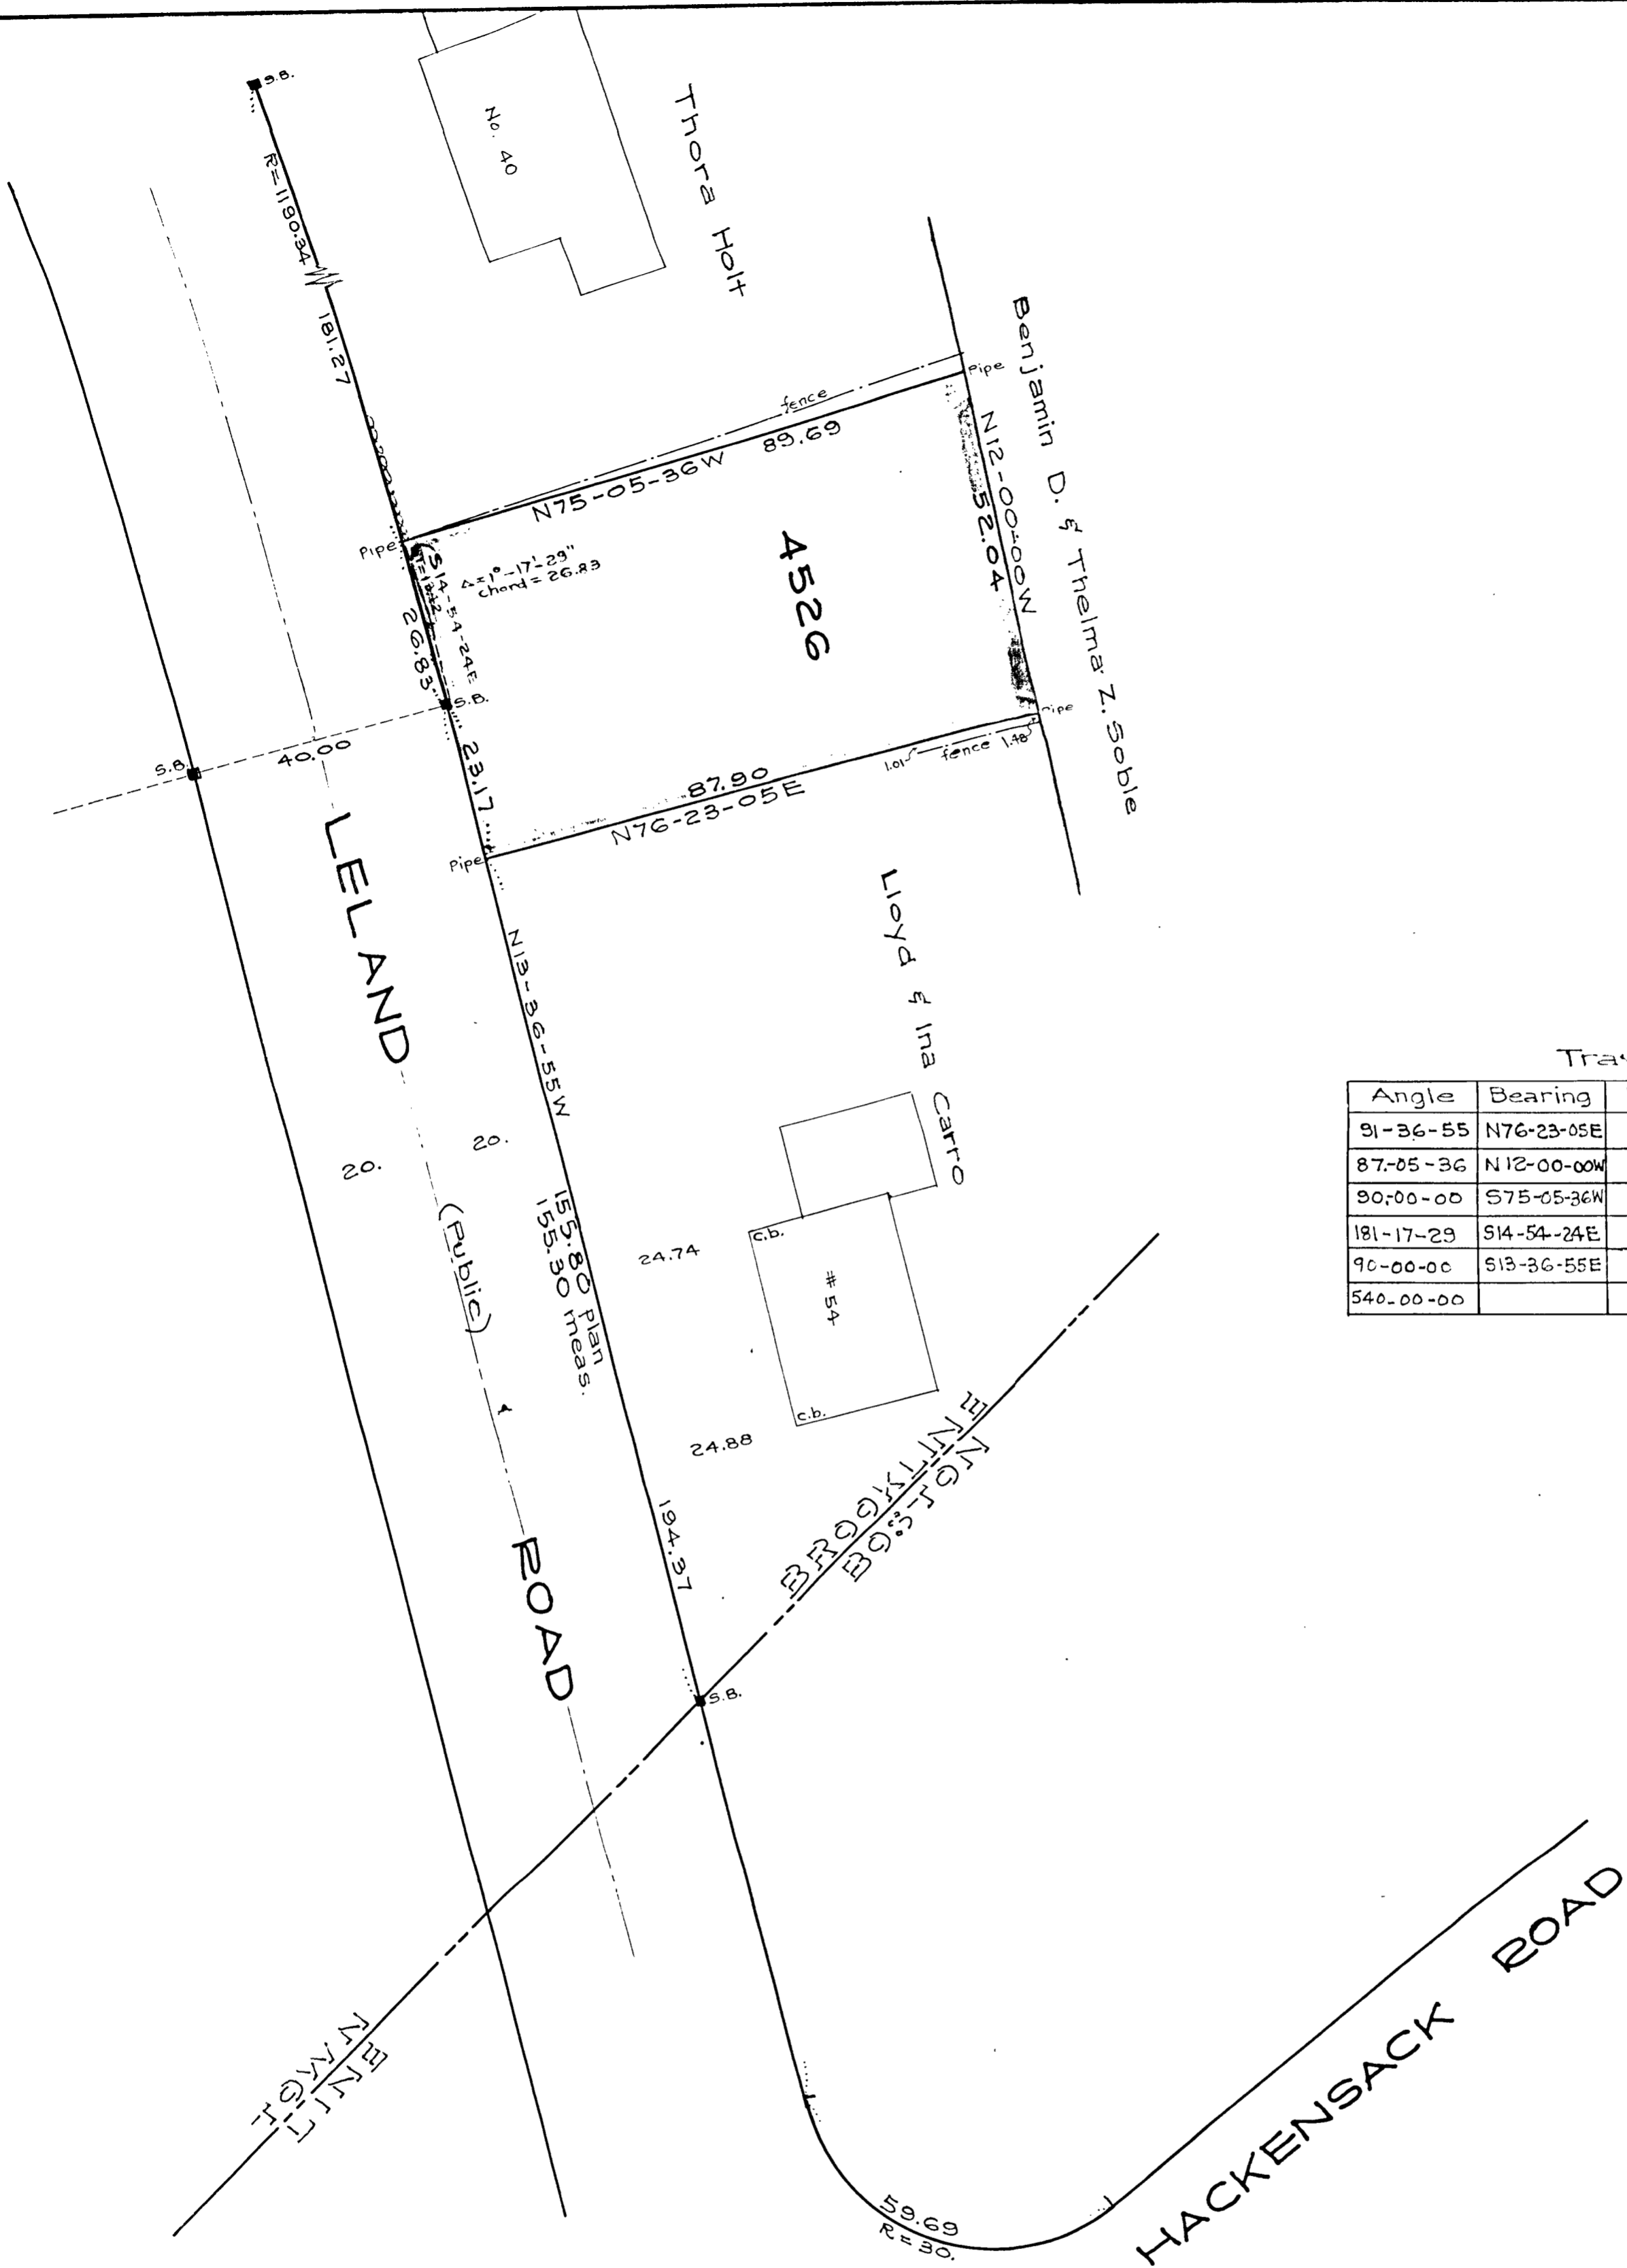 S.B.
No. 40
Thora Holt
R=1190.34
181.27
Benjamin D. & Thelma Z. Soble
Pipe
fence
89.69
N75-05-36W
N12-00-00W
52.04
Pipe
Δ=1°-17'-29"
chord = 26.83
S14-54-24E
26.83
4526
S.B.
Pipe
fence 1.48
1.01
S.B.
40.00
23.17
87.90
N76-23-05E
Pipe
LELAND
N13-36-55W
Lloyd & Ina Carro
20.
20.
(Public)
155.80 plan
155.30 meas.
24.74
c.b.
# 54
c.b.
24.88
Angle Bearing
91-36-55 N76-23-05E
87-05-36 N12-00-00W
90-00-00 S75-05-36W
181-17-29 S14-54-24E
90-00-00 S13-36-55E
540-00-00
BROOKLINE
BOSTON
194.37
ROAD
S.B.
TOWN
LINE
59.69
R=30.
HACKENSACK ROAD